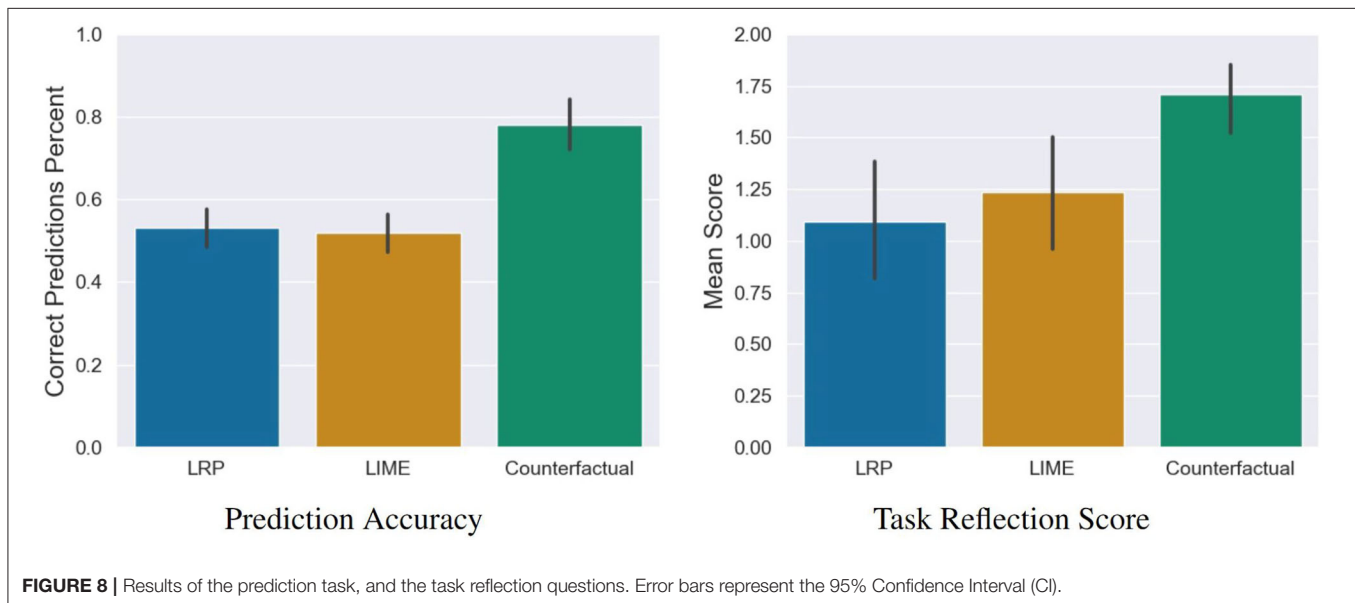 Correct Predictions Percent
1.0
0.8
0.6
0.4
0.2
0.0
LRP LIME Counterfactual
Prediction Accuracy
Mean Score
2.00
1.75
1.50
1.25
1.00
0.75
0.50
0.25
0.00
LRP LIME Counterfactual
Task Reflection Score
FIGURE 8 | Results of the prediction task, and the task reflection questions. Error bars represent the 95% Confidence Interval (CI).